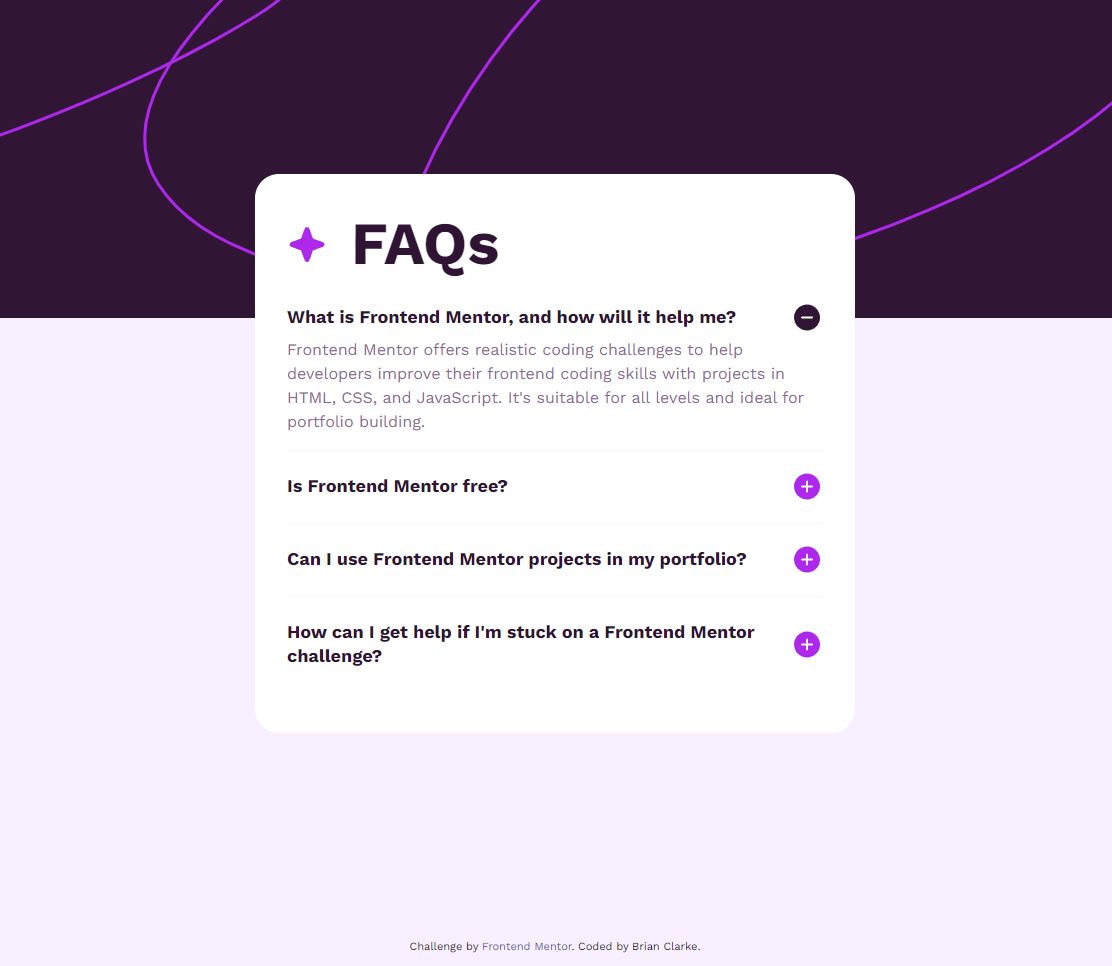 FAQs
What is Frontend Mentor, and how will it help me?
Frontend Mentor offers realistic coding challenges to help
developers improve their frontend coding skills with projects in
HTML, CSS, and JavaScript. It's suitable for all levels and ideal for
portfolio building.
Is Frontend Mentor free?
Can I use Frontend Mentor projects in my portfolio?
How can I get help if I'm stuck on a Frontend Mentor
challenge?
Challenge by Frontend Mentor. Coded by Brian Clarke.